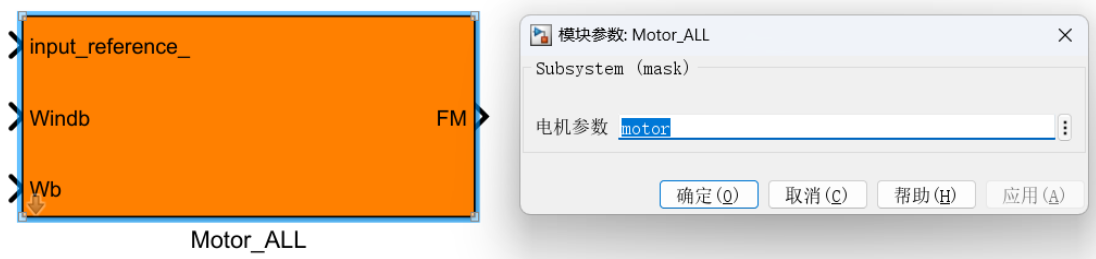 input_reference_
Windb
FM
Wb
Motor_ALL
模块参数: Motor_ALL
Subsystem (mask)
电机参数 motor
确定(O) 取消(C) 帮助(H) 应用(A)